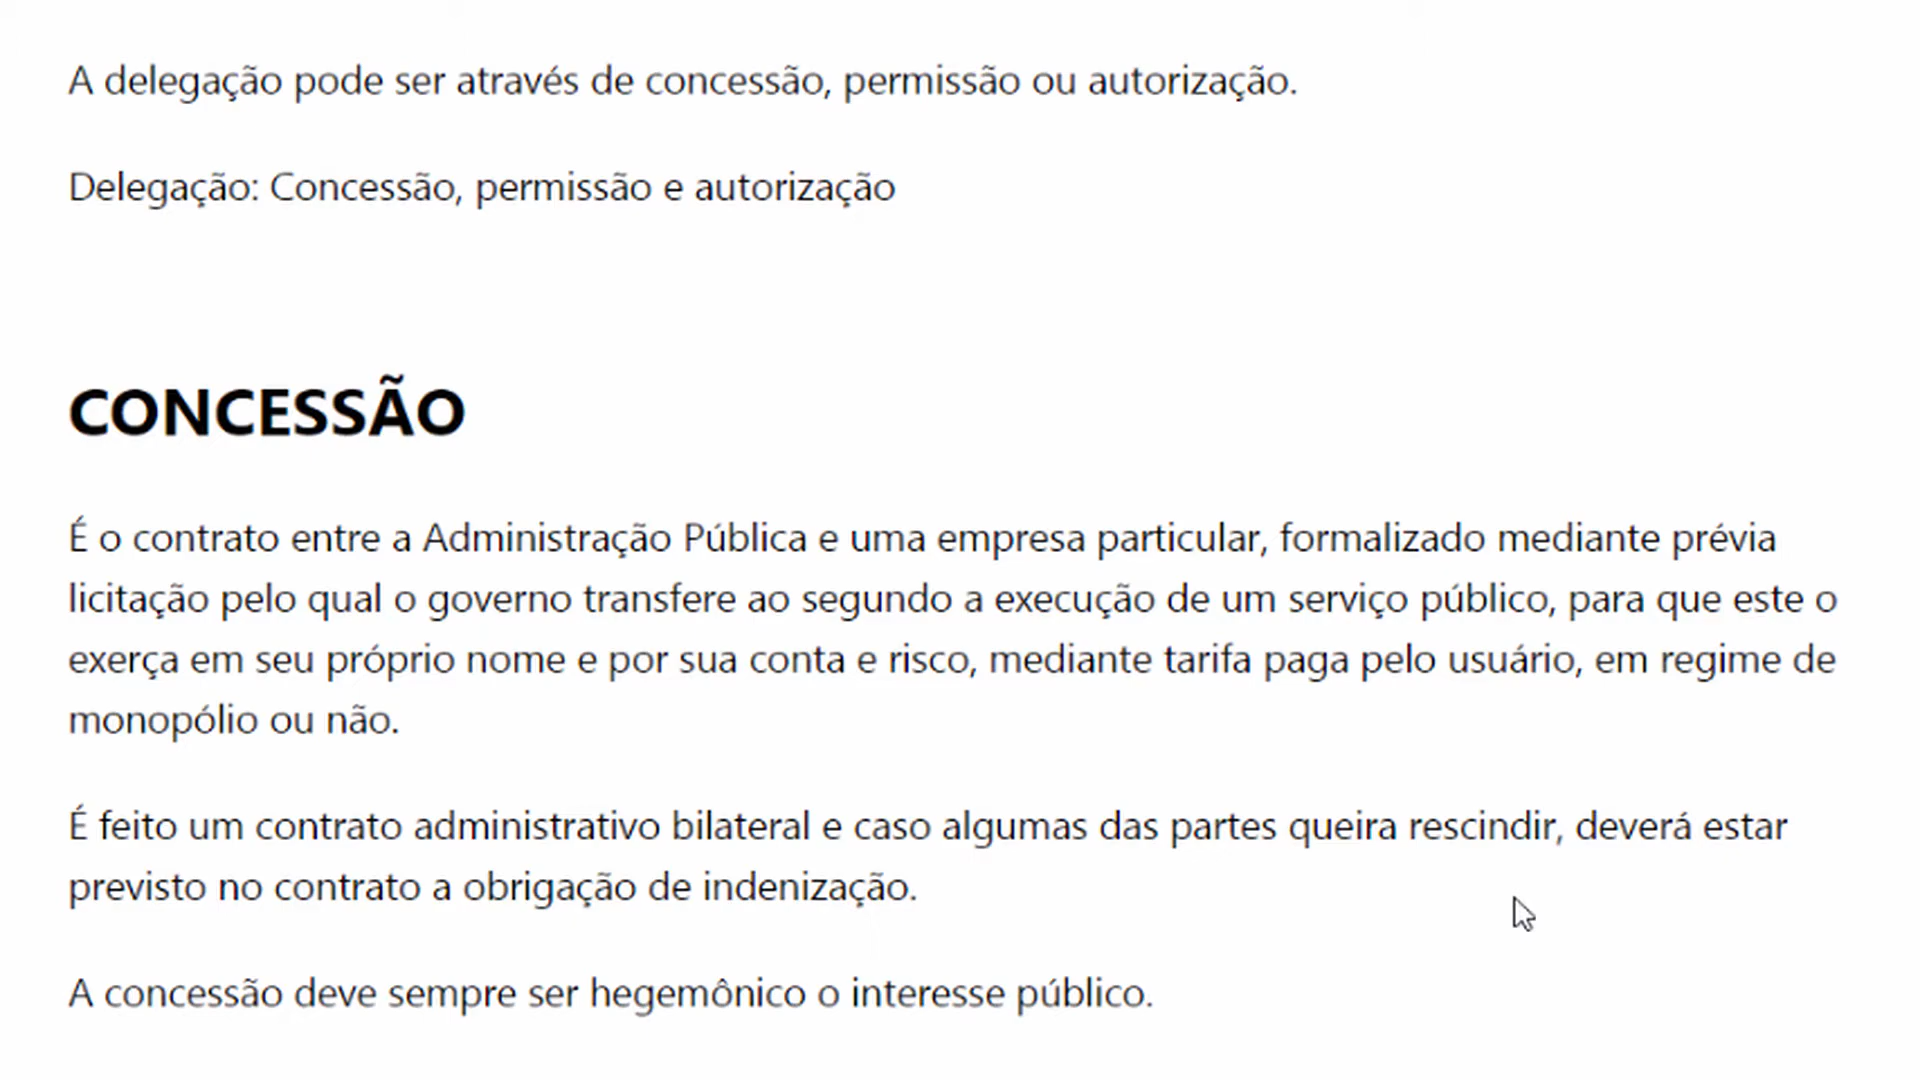 A delegação pode ser através de concessão, permissão ou autorização.
Delegação: Concessão, permissão e autorização
CONCESSÃO
É o contrato entre a Administração Pública e uma empresa particular, formalizado mediante prévia
licitação pelo qual o governo transfere ao segundo a execução de um serviço público, para que este o
exerça em seu próprio nome e por sua conta e risco, mediante tarifa paga pelo usuário, em regime de
monopólio ou não.
É feito um contrato administrativo bilateral e caso algumas das partes queira rescindir, deverá estar
previsto no contrato a obrigação de indenização.
A concessão deve sempre ser hegemônico o interesse público.